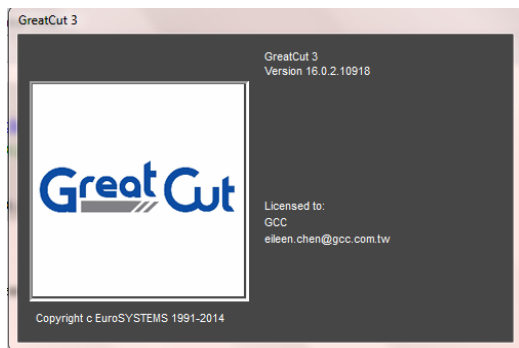 GreatCut 3
GreatCut 3
Version 16.0.2.10918
Great Cut
Licensed to:
GCC
eileen.chen@gcc.com.tw
Copyright c EuroSYSTEMS 1991-2014